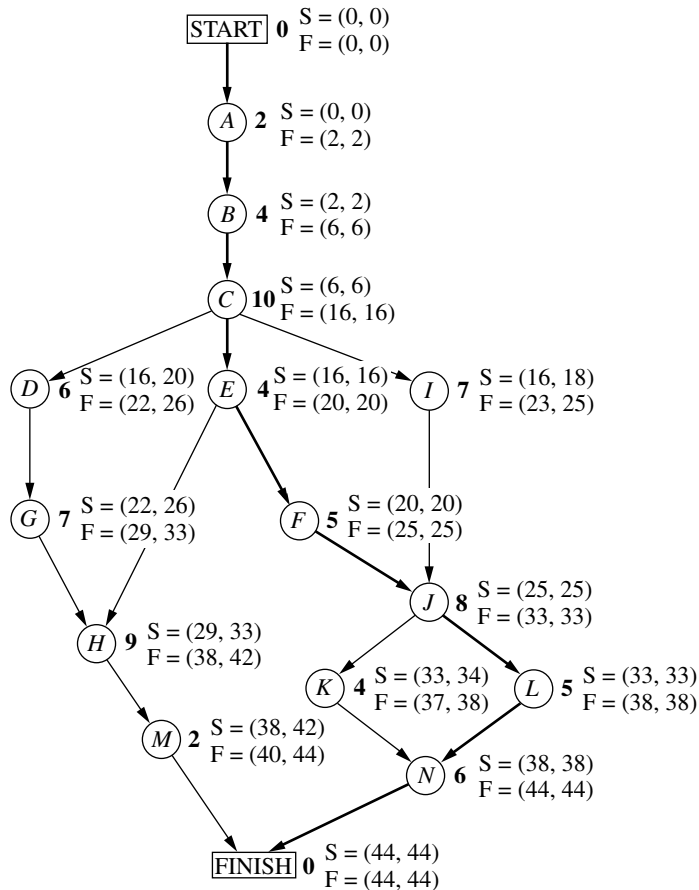 START 0 S = (0, 0)
F = (0, 0)
A 2 S = (0, 0)
F = (2, 2)
B 4 S = (2, 2)
F = (6, 6)
C 10 S = (6, 6)
F = (16, 16)
D 6 S = (16, 20)
F = (22, 26)
E 4 S = (16, 16)
F = (20, 20)
I 7 S = (16, 18)
F = (23, 25)
G 7 S = (22, 26)
F = (29, 33)
F 5 S = (20, 20)
F = (25, 25)
J 8 S = (25, 25)
F = (33, 33)
H 9 S = (29, 33)
F = (38, 42)
K 4 S = (33, 34)
F = (37, 38)
L 5 S = (33, 33)
F = (38, 38)
M 2 S = (38, 42)
F = (40, 44)
N 6 S = (38, 38)
F = (44, 44)
FINISH 0 S = (44, 44)
F = (44, 44)